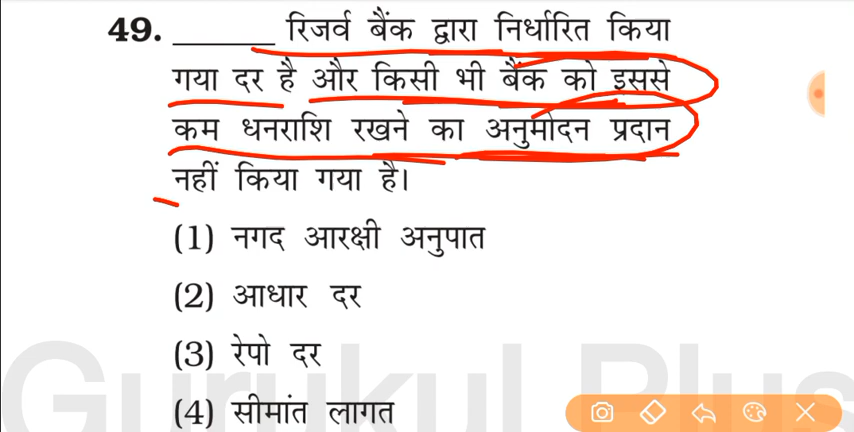 49. ______ रिजर्व बैंक द्वारा निर्धारित किया
गया दर है और किसी भी बैंक को इससे
कम धनराशि रखने का अनुमोदन प्रदान
नहीं किया गया है।
(1) नगद आरक्षी अनुपात
(2) आधार दर
(3) रेपो दर
(4) सीमांत लागत
Gurukul Plus